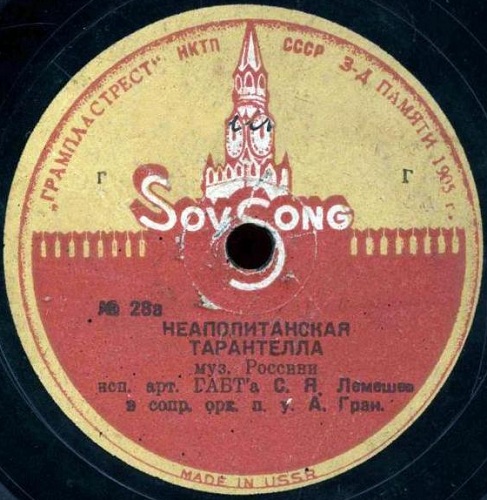 „ГРАМПЛАСТРЕСТ" НКТП СССР З-Д ПАМЯТИ 1905 г.
г г
SovSong
№ 28а
НЕАПОЛИТАНСКАЯ
ТАРАНТЕЛЛА
муз. Россини
исп. арт. ГАБТ'а С. Я. Лемешев
в сопр. орк. п. у. А. Гран.
MADE IN USSR